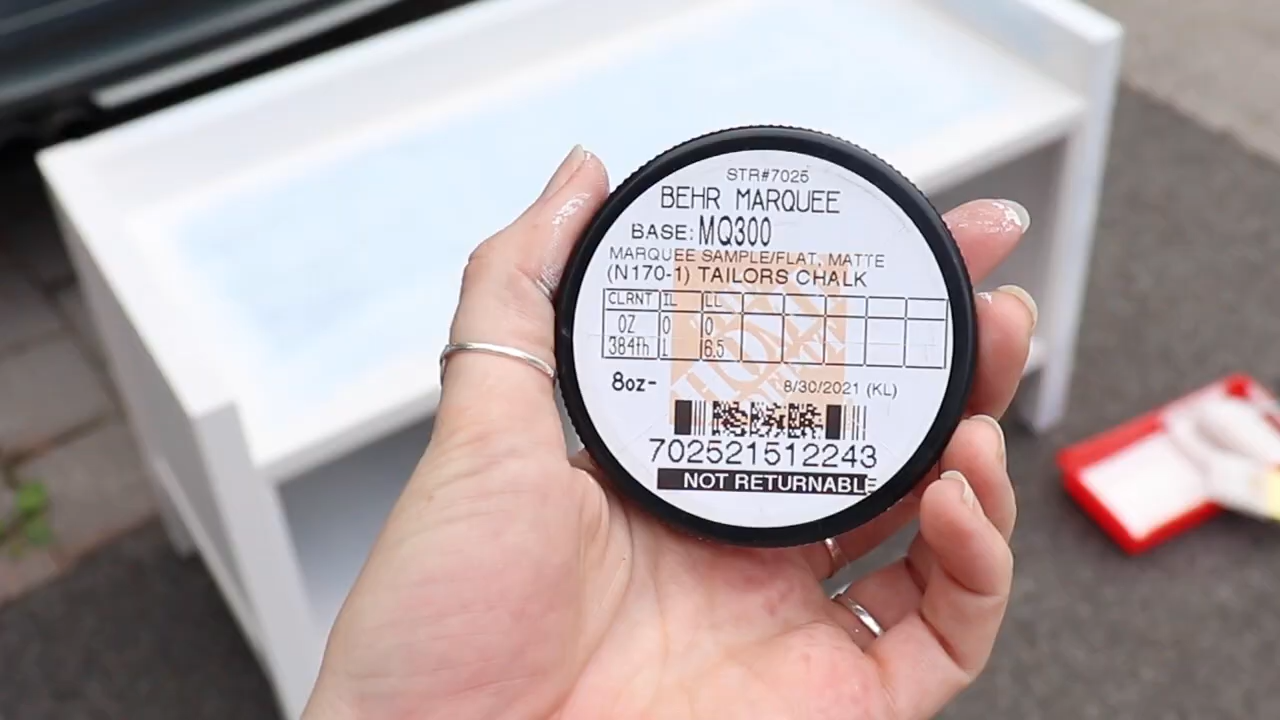 STR#7025
BEHR MARQUEE
BASE: MQ300
MARQUEE SAMPLE/FLAT, MATTE
(N170-1) TAILORS CHALK
CLRNT IL LL
OZ 0 0
384th L 6.5
8oz- 8/30/2021 (KL)
702521512243
NOT RETURNABLE